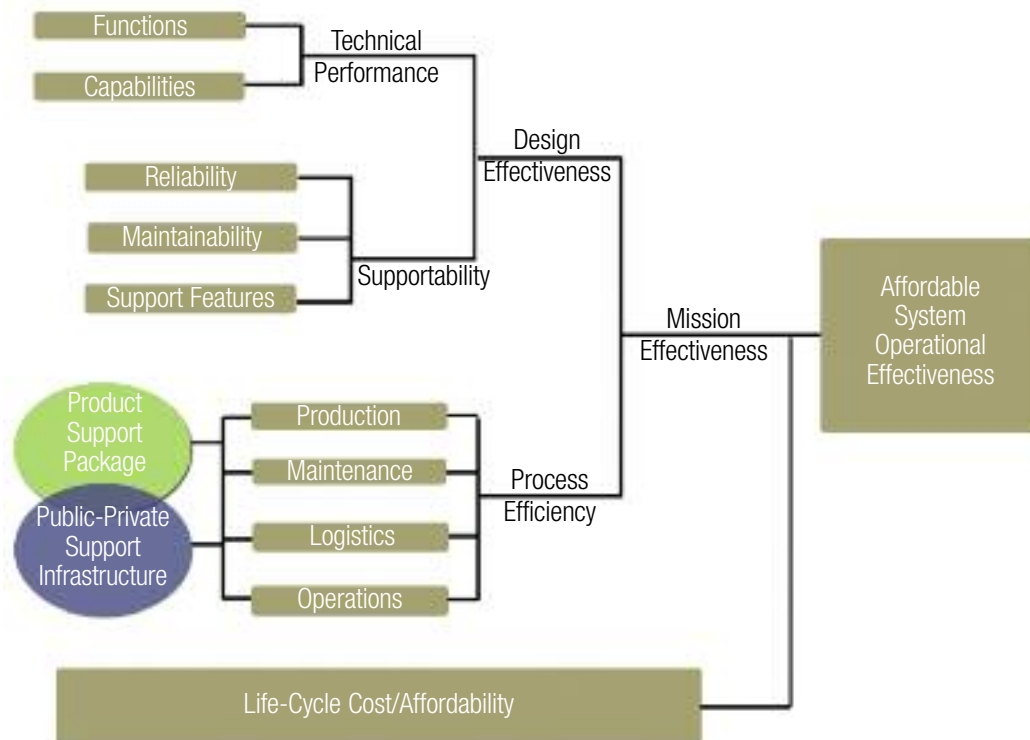 Functions
Capabilities
Technical
Performance
Reliability
Maintainability
Support Features
Supportability
Design
Effectiveness
Product
Support
Package
Public-Private
Support
Infrastructure
Production
Maintenance
Logistics
Operations
Process
Efficiency
Mission
Effectiveness
Affordable
System
Operational
Effectiveness
Life-Cycle Cost/Affordability